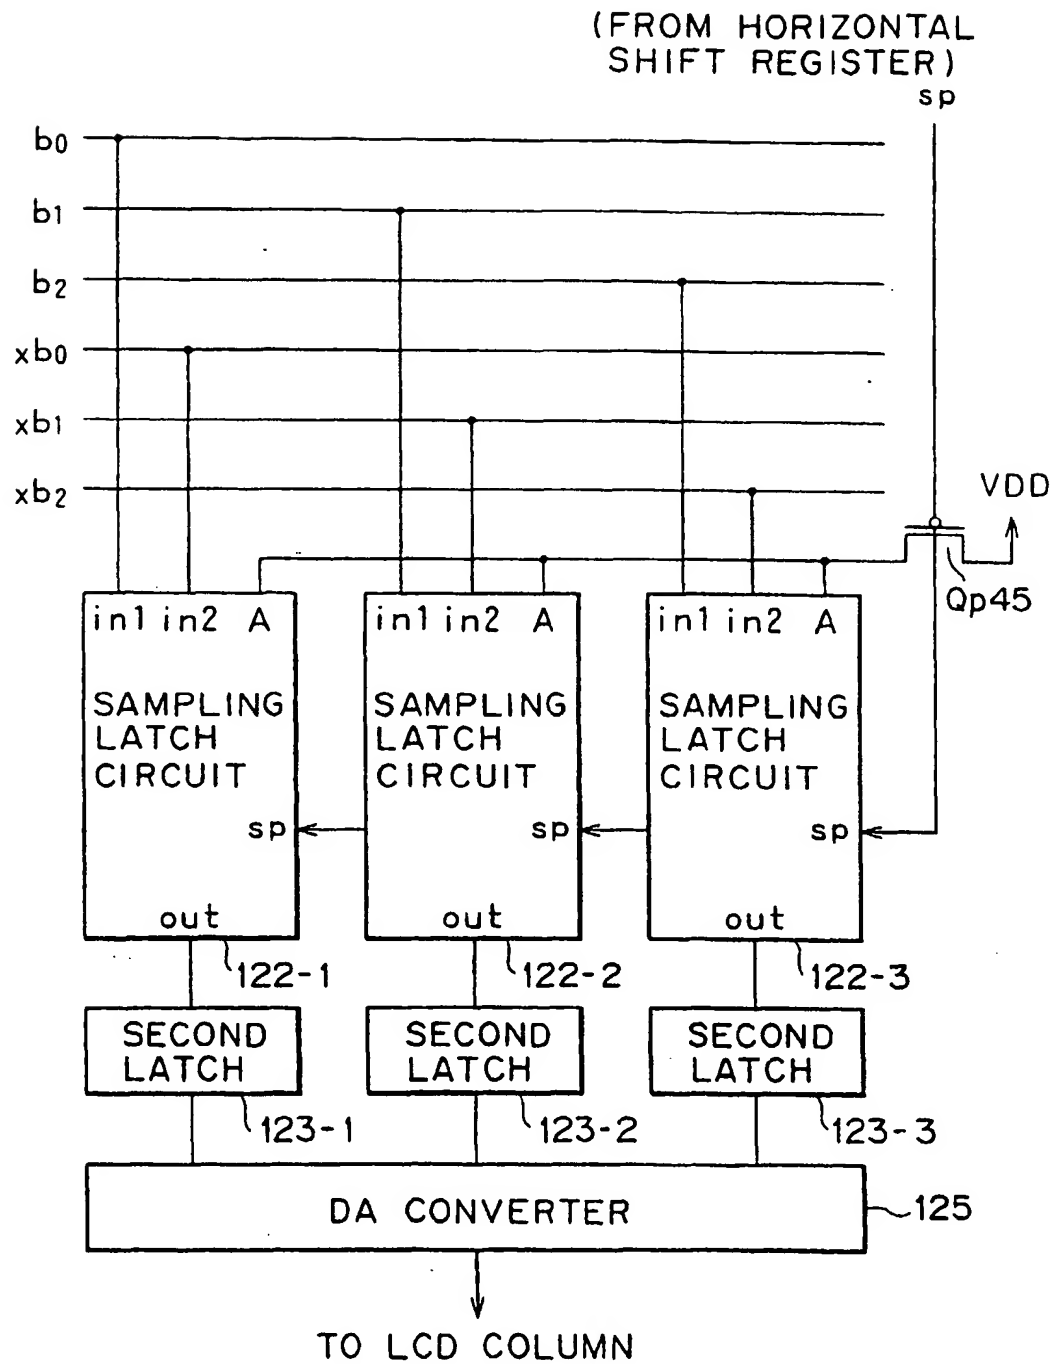 (FROM HORIZONTAL
SHIFT REGISTER)
sp
b0
b1
b2
xb0
xb1
xb2
VDD
Qp45
in1 in2 A
in1 in2 A
in1 in2 A
SAMPLING
LATCH
CIRCUIT
SAMPLING
LATCH
CIRCUIT
SAMPLING
LATCH
CIRCUIT
sp
sp
sp
out
out
out
122-1
122-2
122-3
SECOND
LATCH
SECOND
LATCH
SECOND
LATCH
123-1
123-2
123-3
DA CONVERTER
125
TO LCD COLUMN